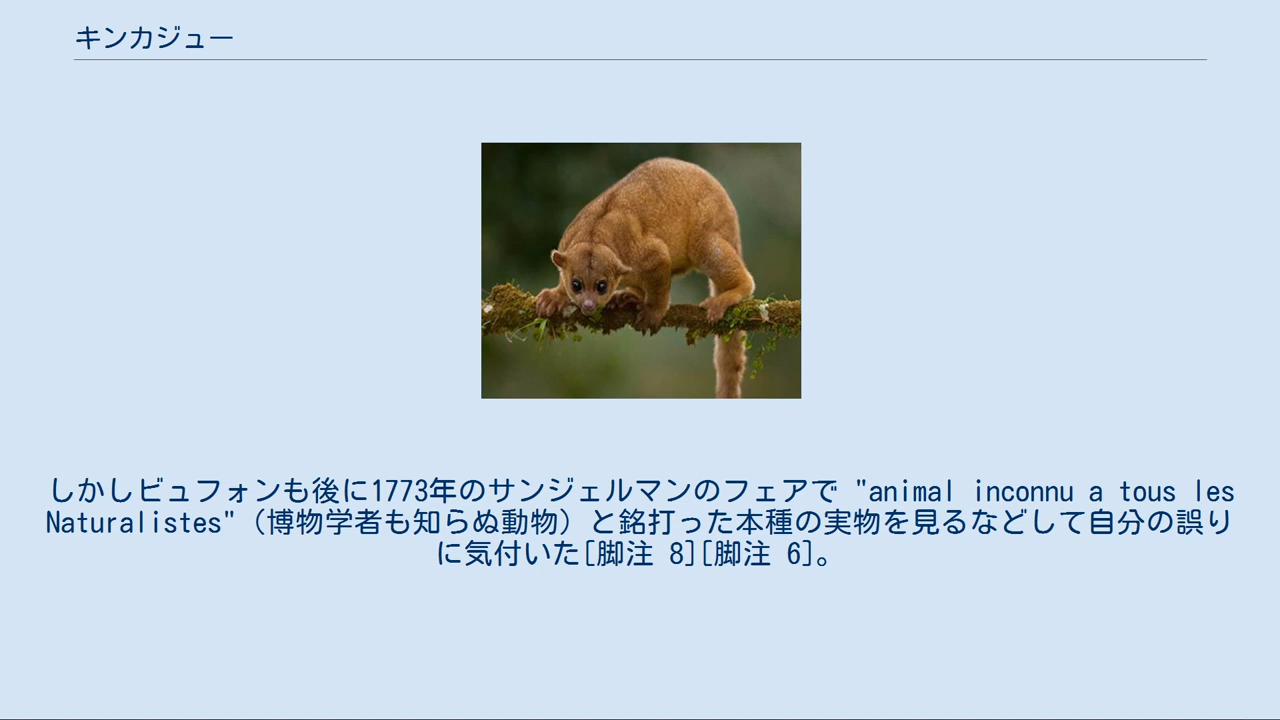 キンカジュー
しかしビュフォンも後に1773年のサンジェルマンのフェアで "animal inconnu a tous les
Naturalistes"（博物学者も知らぬ動物）と銘打った本種の実物を見るなどして自分の誤り
に気付いた[脚注 8][脚注 6]。